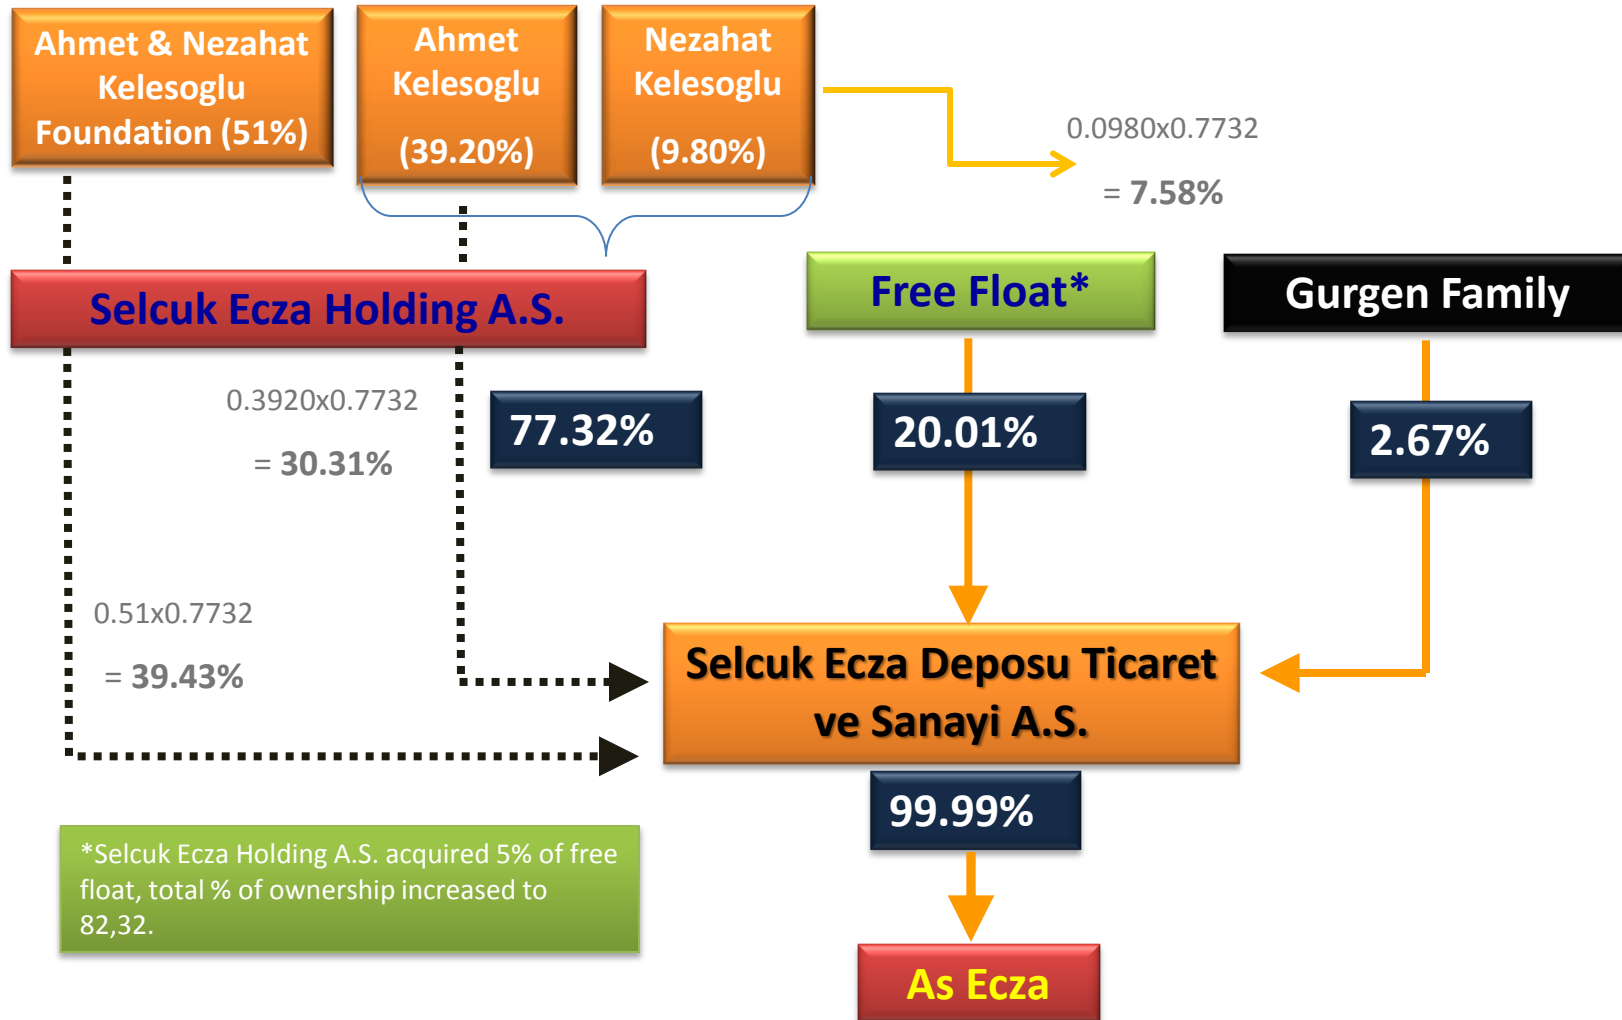 Ahmet & Nezahat
Kelesoglu
Foundation (51%)
Ahmet
Kelesoglu
(39.20%)
Nezahat
Kelesoglu
(9.80%)
0.0980x0.7732
= 7.58%
Selcuk Ecza Holding A.S.
Free Float*
Gurgen Family
0.3920x0.7732
= 30.31%
77.32%
20.01%
2.67%
0.51x0.7732
= 39.43%
Selcuk Ecza Deposu Ticaret
ve Sanayi A.S.
99.99%
*Selcuk Ecza Holding A.S. acquired 5% of free
float, total % of ownership increased to
82,32.
As Ecza